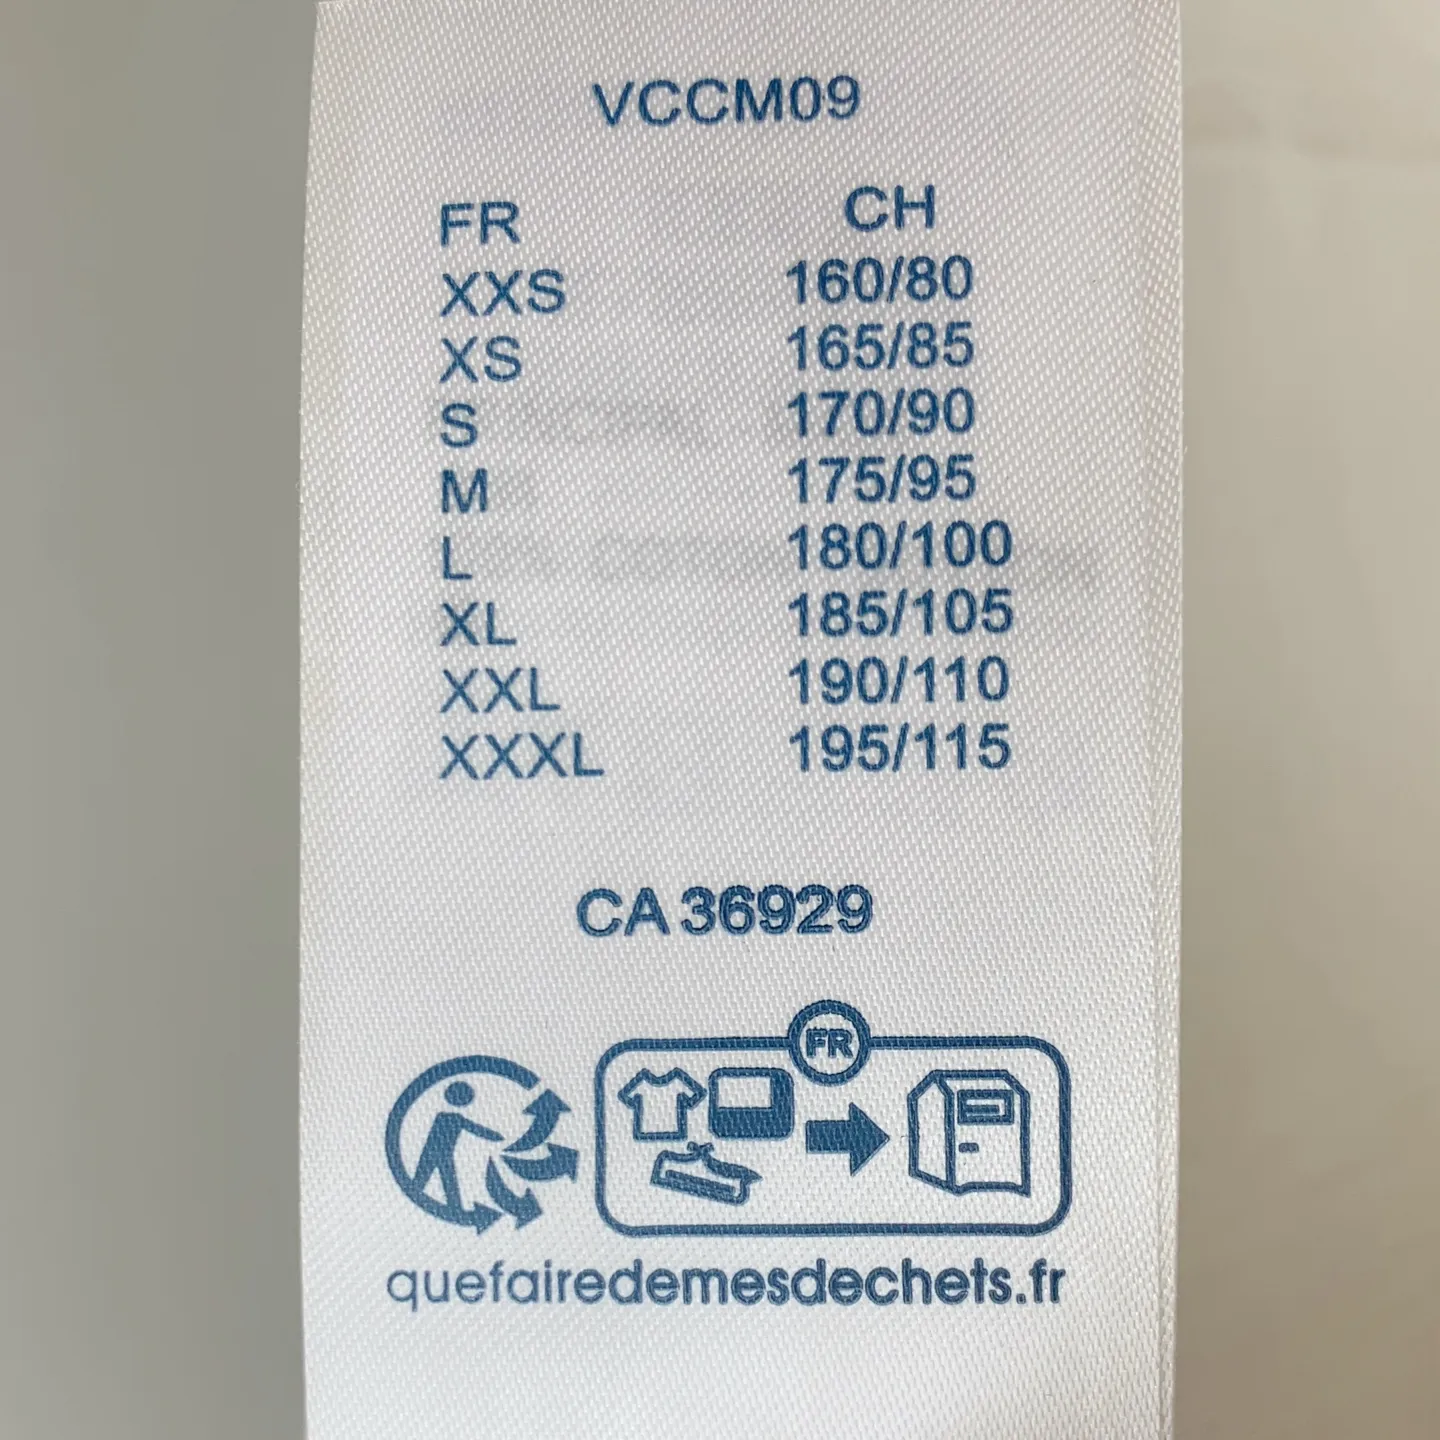 VCCM09
FR CH
XXS 160/80
XS 165/85
S 170/90
M 175/95
L 180/100
XL 185/105
XXL 190/110
XXXL 195/115
CA 36929
FR
quefairedemesdechets.fr